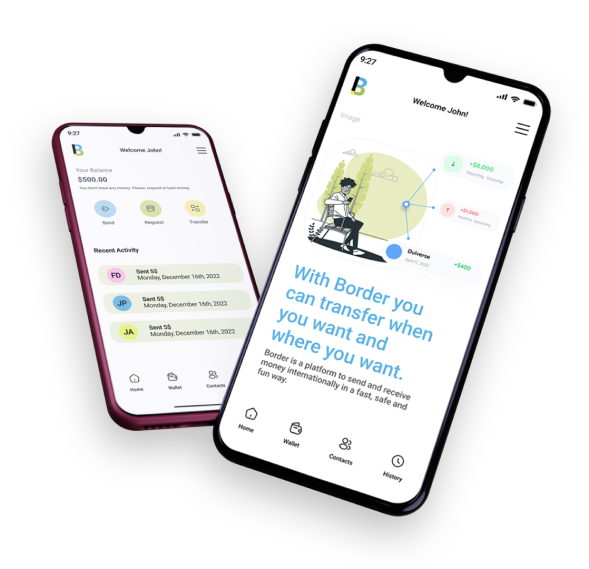 9:27
B
Welcome John!
Your Balance
$500.00
You don't have any money. Please, request or load money.
Send
Request
Transfer
Recent Activity
FD
Sent 5$
Monday, December 16th, 2022
JP
Sent 5$
Monday, December 16th, 2022
JA
Sent 5$
Monday, December 16th, 2022
Home
Wallet
Contacts
9:27
B
Welcome John!
Image
+$8,000
Monthly Income
+$1,000
Monthly Spending
Duiverse
+$400
With Border you
can transfer when
you want and
where you want.
Border is a platform to send and receive
money internationally in a fast, safe and
fun way.
Home
Wallet
Contacts
History